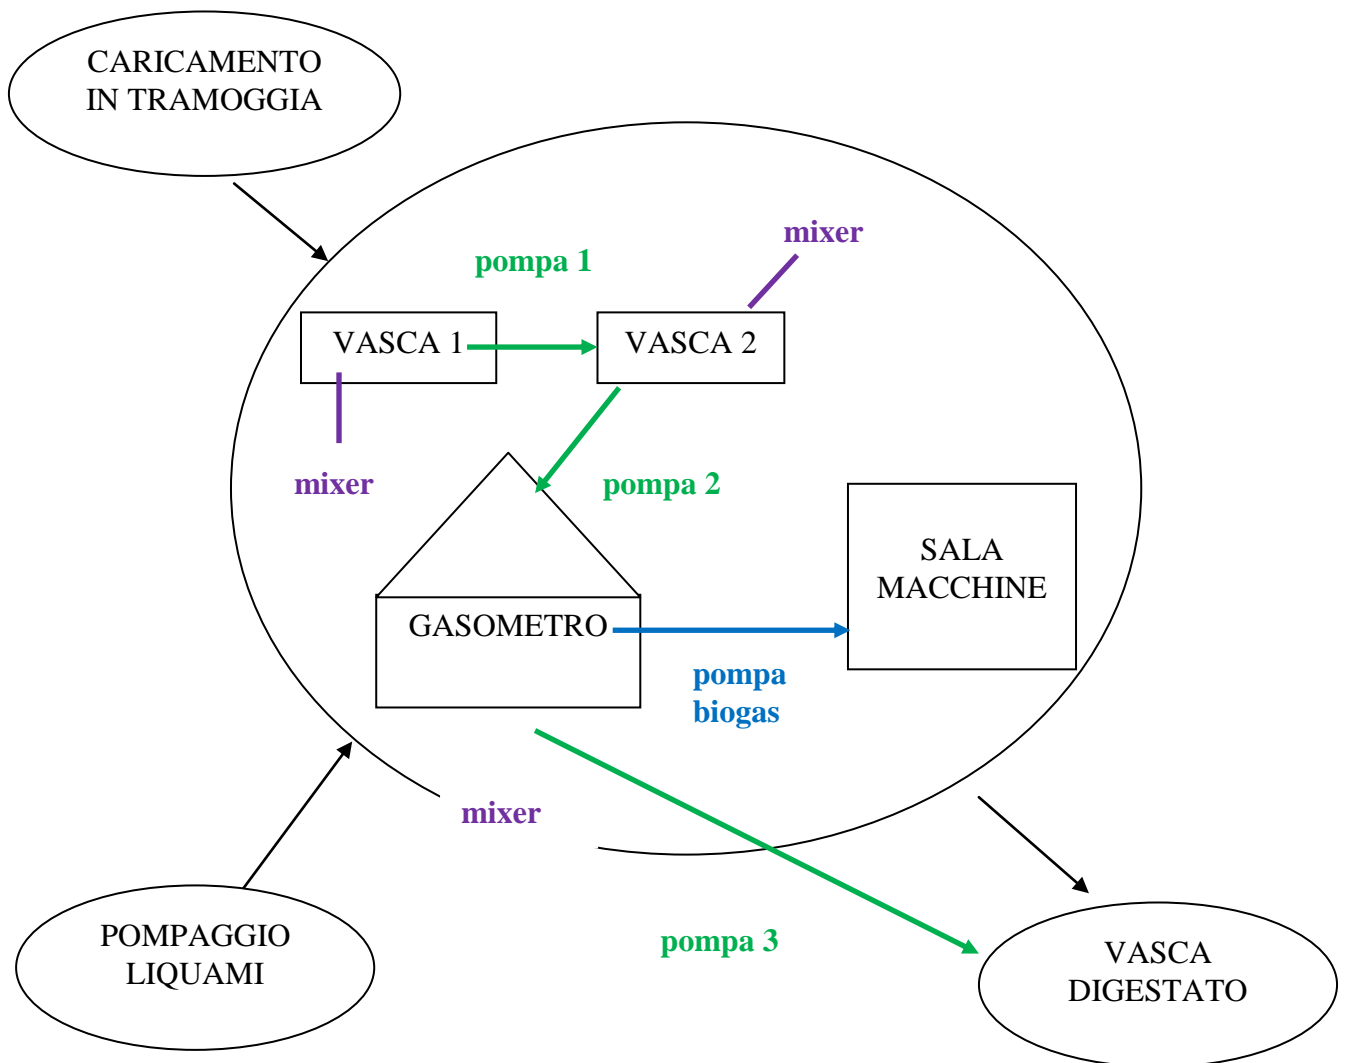 CARICAMENTO
IN TRAMOGGIA
mixer
pompa 1
VASCA 1
VASCA 2
mixer
pompa 2
SALA
MACCHINE
GASOMETRO
pompa
biogas
mixer
POMPAGGIO
LIQUAMI
pompa 3
VASCA
DIGESTATO